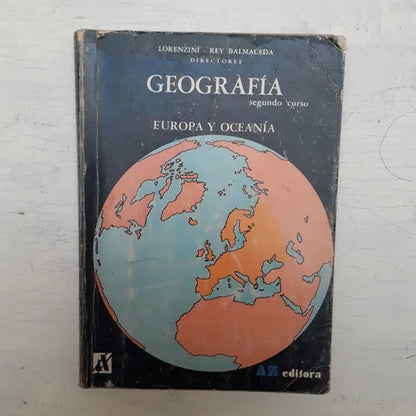 LORENZINI - REY BALMACEDA
DIRECTORES
GEOGRAFÍA
segundo curso
EUROPA Y OCEANÍA
AZ editora